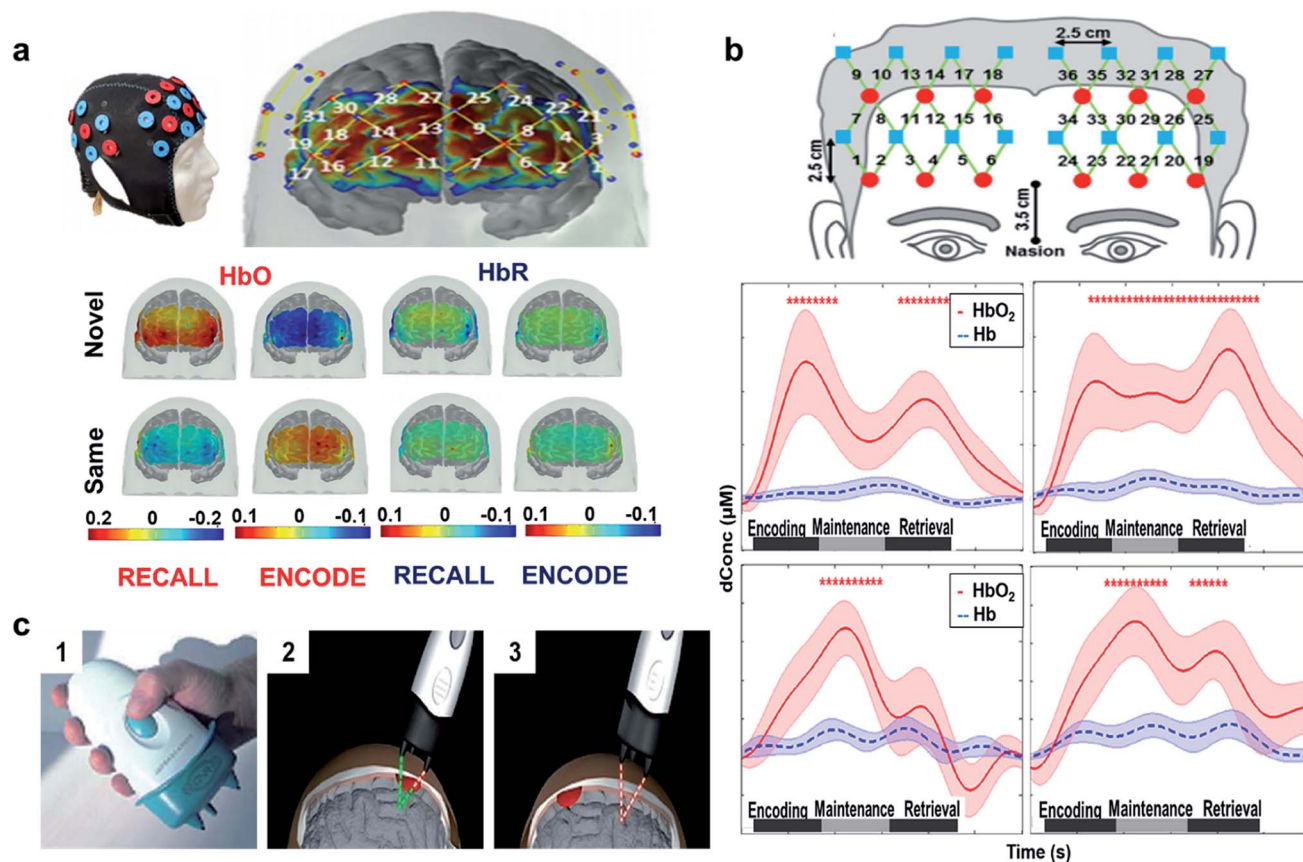 a
31
30
28
27
25
24
22
21
19
18
14
13
9
8
4
3
17
16
12
11
7
6
2
1
HbO
HbR
Novel
Same
0.2 0 -0.2
0.1 0 -0.1
0.1 0 -0.1
0.1 0 -0.1
RECALL
ENCODE
RECALL
ENCODE
b
2.5 cm
9 10 13 14 17 18 36 35 32 31 28 27
7 8 11 12 15 16 34 33 30 29 26 25
2.5 cm
1 2 3 4 5 6 24 23 22 21 20 19
3.5 cm
Nasion
******** ********
HbO2
Hb
Encoding Maintenance Retrieval
***************************
Encoding Maintenance Retrieval
**********
HbO2
Hb
Encoding Maintenance Retrieval
********** ******
Encoding Maintenance Retrieval
dConc (μM)
Time (s)
c
1
2
3